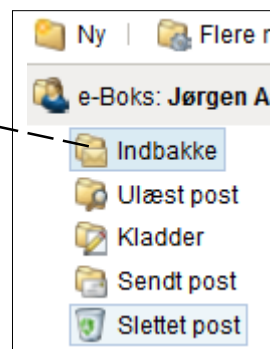 Ny | Flere
e-Boks: Jørgen
Indbakke
Ulæst post
Kladder
Sendt post
Slettet post